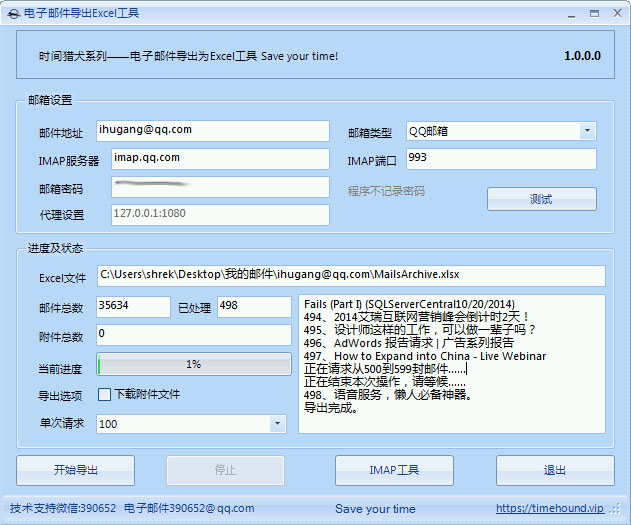 电子邮件导出Excel工具
时间猎犬系列——电子邮件导出为Excel工具 Save your time!
1.0.0.0
邮箱设置
邮件地址 ihugang@qq.com 邮箱类型 QQ邮箱
IMAP服务器 imap.qq.com IMAP端口 993
邮箱密码 程序不记录密码 测试
代理设置 127.0.0.1:1080
进度及状态
Excel文件 C:\Users\shrek\Desktop\我的邮件\ihugang@qq.com\MailsArchive.xlsx
邮件总数 35634 已处理 498
附件总数 0
当前进度 1%
导出选项 下载附件文件
单次请求 100
Fails (Part I) (SQLServerCentral10/20/2014)
494、2014艾瑞互联网营销峰会倒计时2天！
495、设计师这样的工作，可以做一辈子吗？
496、AdWords 报告请求 | 广告系列报告
497、How to Expand into China - Live Webinar
正在请求从500到599封邮件......
正在结束本次操作，请等候......
498、语音服务，懒人必备神器。
导出完成。
开始导出 停止 IMAP工具 退出
技术支持微信:390652 电子邮件390652@qq.com Save your time https://timehound.vip